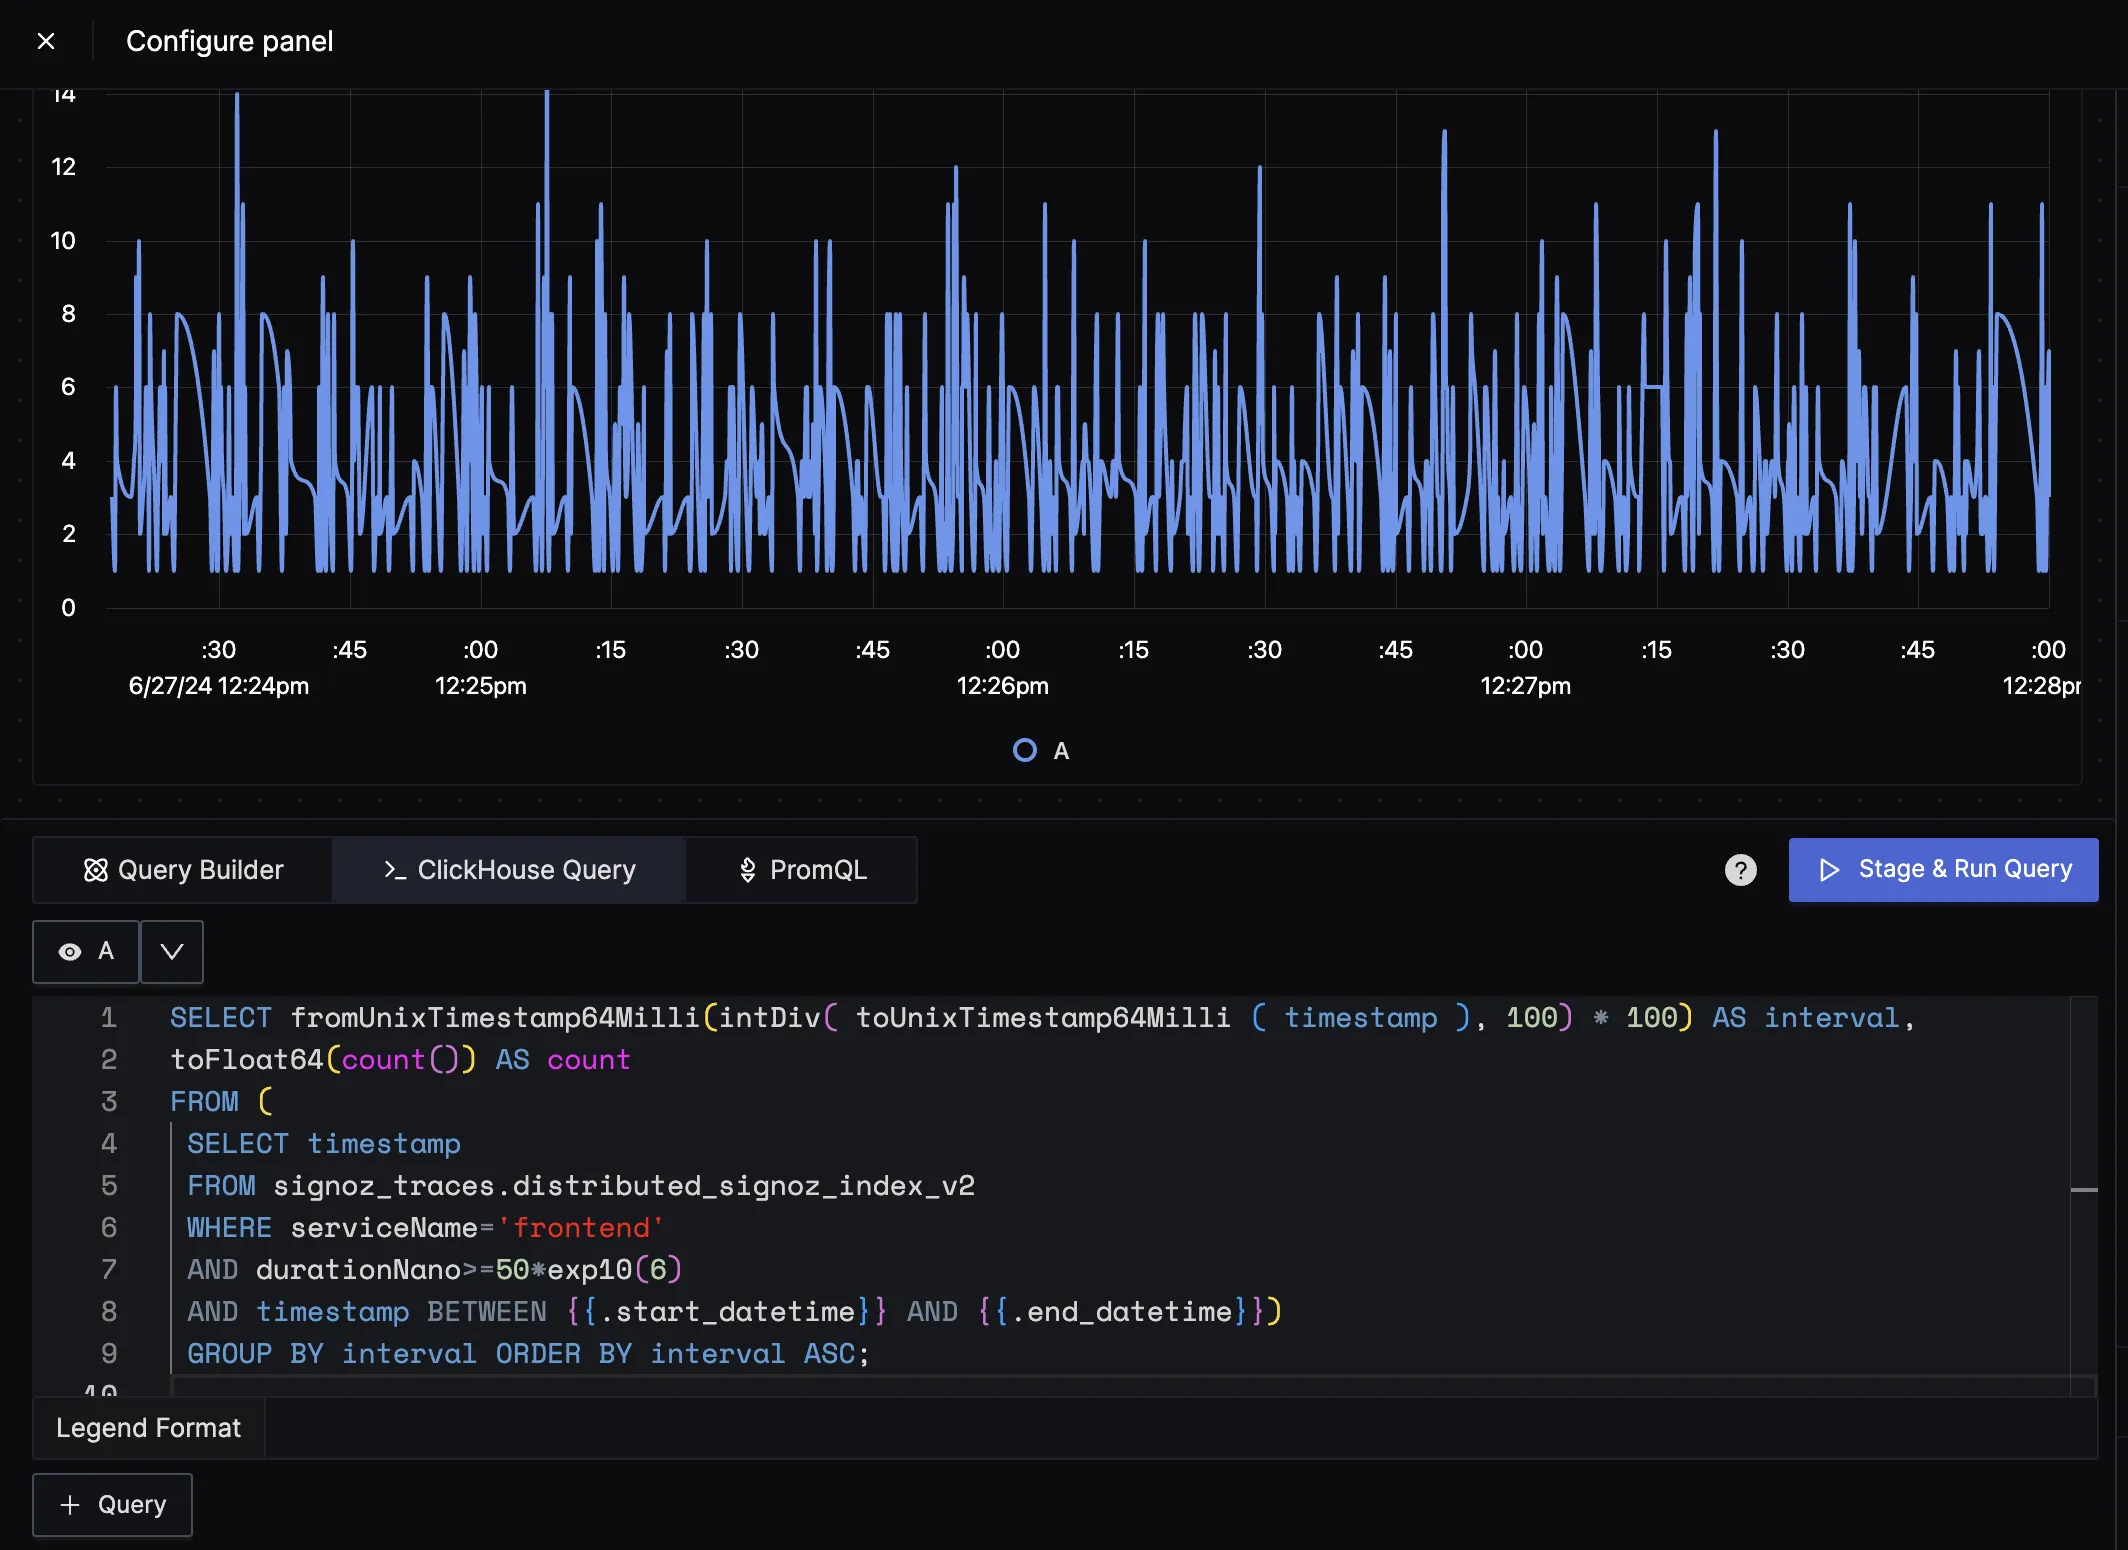 Configure panel
14
12
10
8
6
4
2
0
:30 :45 :00 :15 :30 :45 :00 :15 :30 :45 :00 :15 :30 :45 :00
6/27/24 12:24pm 12:25pm 12:26pm 12:27pm 12:28p
A
Query Builder ClickHouse Query PromQL ? Stage & Run Query
A
1 SELECT fromUnixTimestamp64Milli(intDiv( toUnixTimestamp64Milli ( timestamp ), 100) * 100) AS interval,
2 toFloat64(count()) AS count
3 FROM (
4 SELECT timestamp
5 FROM signoz_traces.distributed_signoz_index_v2
6 WHERE serviceName='frontend'
7 AND durationNano>=50*exp10(6)
8 AND timestamp BETWEEN {{.start_datetime}} AND {{.end_datetime}})
9 GROUP BY interval ORDER BY interval ASC;
10
Legend Format
+ Query